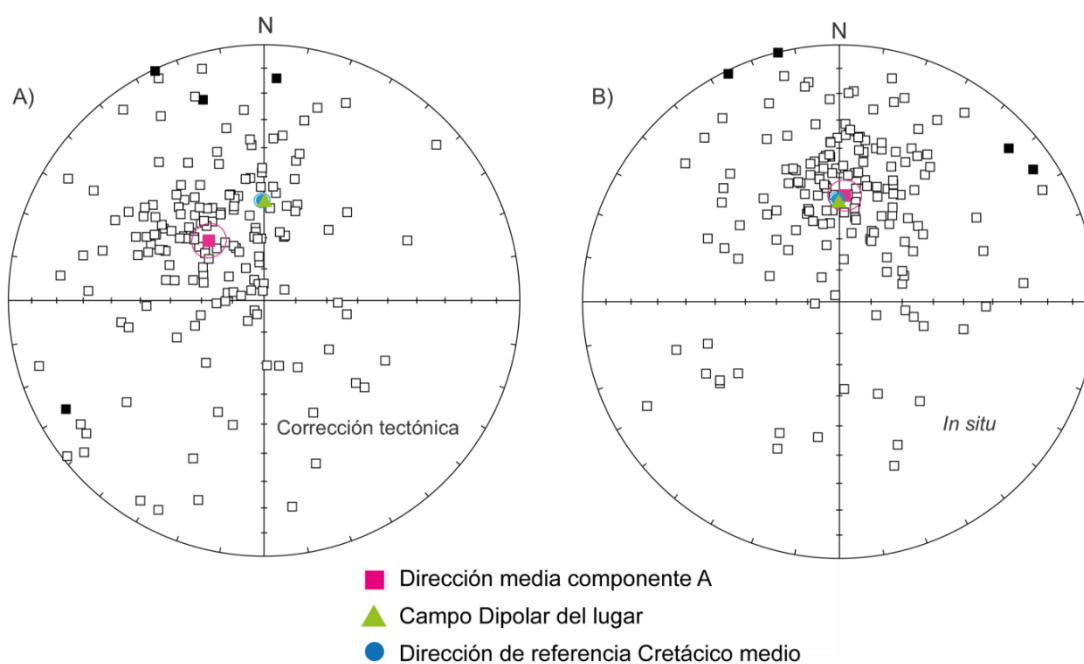 N
A)
Corrección tectónica
N
B)
In situ
Dirección media componente A
Campo Dipolar del lugar
Dirección de referencia Cretácico medio